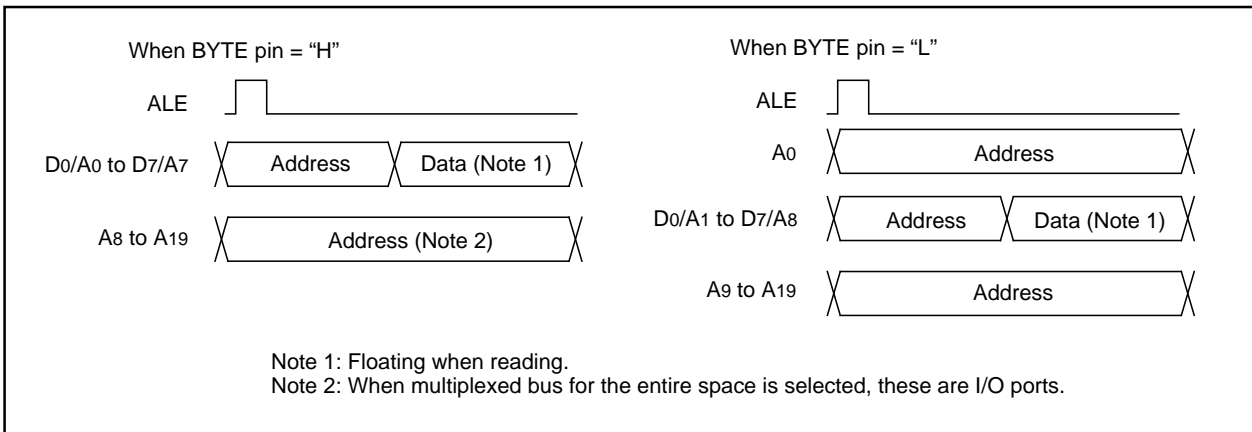 When BYTE pin = “H”
ALE
D0/A0 to D7/A7
Address
Data (Note 1)
A8 to A19
Address (Note 2)
When BYTE pin = “L”
ALE
A0
Address
D0/A1 to D7/A8
Address
Data (Note 1)
A9 to A19
Address
Note 1: Floating when reading.
Note 2: When multiplexed bus for the entire space is selected, these are I/O ports.